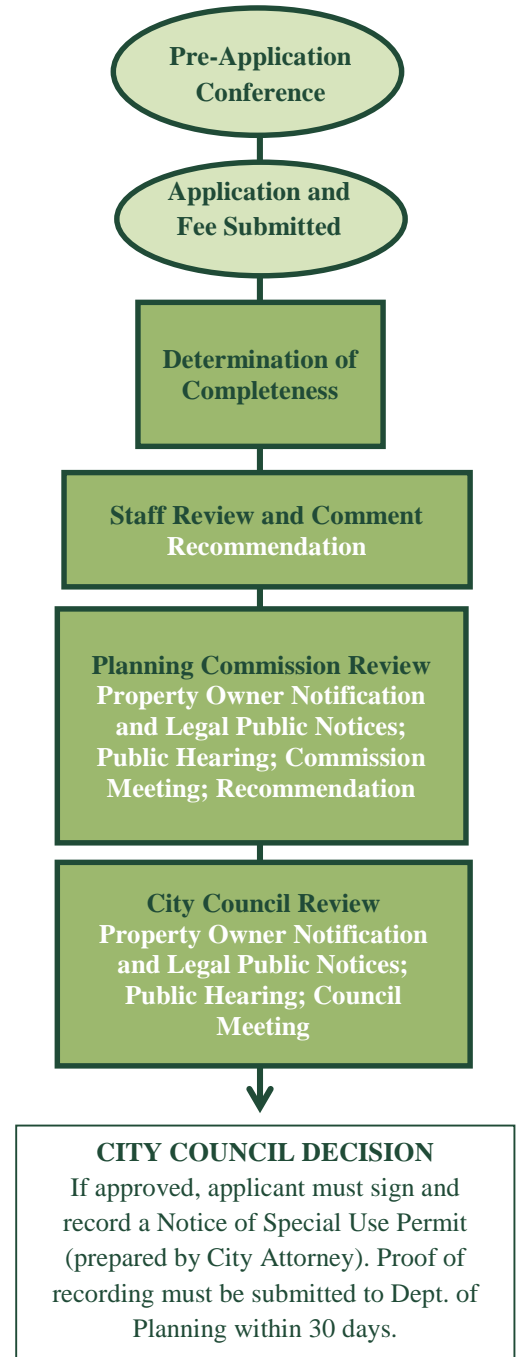 Pre-Application
Conference
Application and
Fee Submitted
Determination of
Completeness
Staff Review and Comment
Recommendation
Planning Commission Review
Property Owner Notification
and Legal Public Notices;
Public Hearing; Commission
Meeting; Recommendation
City Council Review
Property Owner Notification
and Legal Public Notices;
Public Hearing; Council
Meeting
CITY COUNCIL DECISION
If approved, applicant must sign and
record a Notice of Special Use Permit
(prepared by City Attorney). Proof of
recording must be submitted to Dept. of
Planning within 30 days.